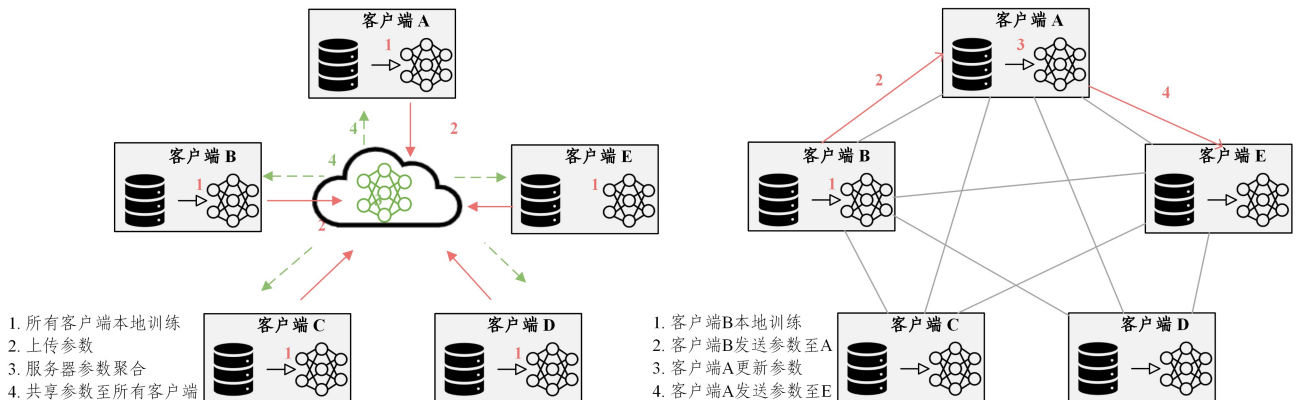 客户端 A
1
4
2
4
客户端 B
1
客户端 E
1
2
客户端 C
1
客户端 D
1
1. 所有客户端本地训练
2. 上传参数
3. 服务器参数聚合
4. 共享参数至所有客户端
客户端 A
3
2
4
客户端 B
1
客户端 E
客户端 C
客户端 D
1. 客户端B本地训练
2. 客户端B发送参数至A
3. 客户端A更新参数
4. 客户端A发送参数至E